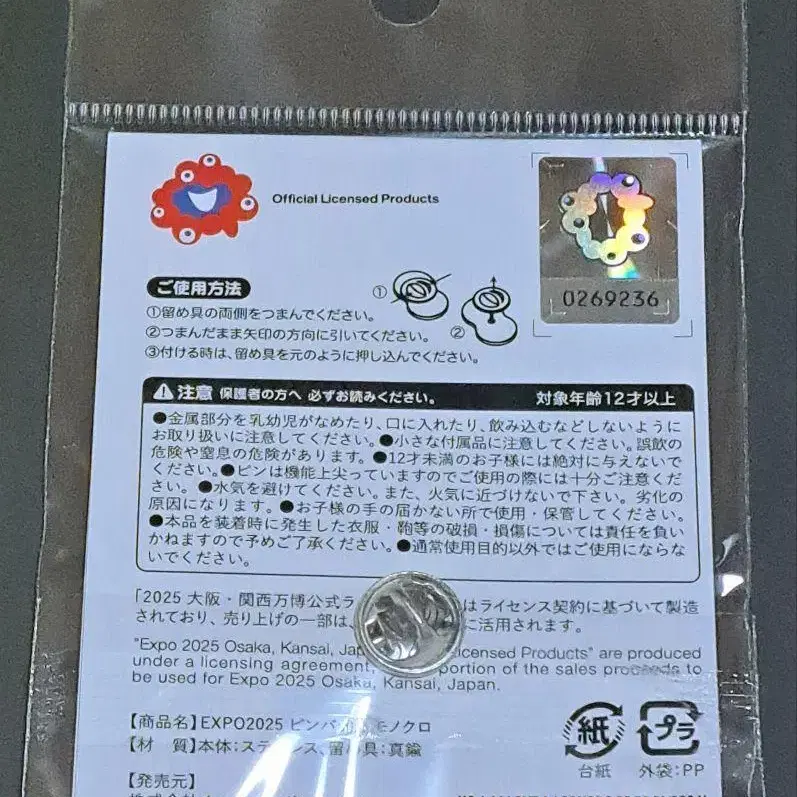 Official Licensed Products
0269236
ご使用方法
①留め具の両側をつまんでください。
②つまんだまま矢印の方向に引いてください。
③付ける時は、留め具を元のように押し込んでください。
①
②
注意 保護者の方へ 必ずお読みください。 対象年齢12才以上
●金属部分を乳幼児がなめたり、口に入れたり、飲み込むなどしないように
お取り扱いに注意してください。●小さな付属品に注意してください。誤飲の
危険や窒息の危険があります。●12才未満のお子様には絶対に与えないで
ください。●ピンは機能上尖っていますのでご使用の際には十分ご注意くだ
さい。●水気を避けてください。また、火気に近づけないで下さい。劣化の
原因になります。●お子様の手の届かない所で使用・保管してください。
●本品を装着時に発生した衣服・鞄等の破損・損傷については責任を負い
かねますので予めご了承ください。●通常使用目的以外ではご使用にならな
いでください。
「2025 大阪・関西万博公式ラ はライセンス契約に基づいて製造
されており、売り上げの一部は、 に活用されます。
"Expo 2025 Osaka, Kansai, Products" are produced
under a licensing agreement, portion of the sales proceeds to
be used for Expo 2025 Osaka, Kansai, Japan.
【商品名】EXPO2025 ピンバ モノクロ
【材　質】本体:ステンレス、留め具:真鍮
【発売元】
紙
台紙
プラ
外袋:PP